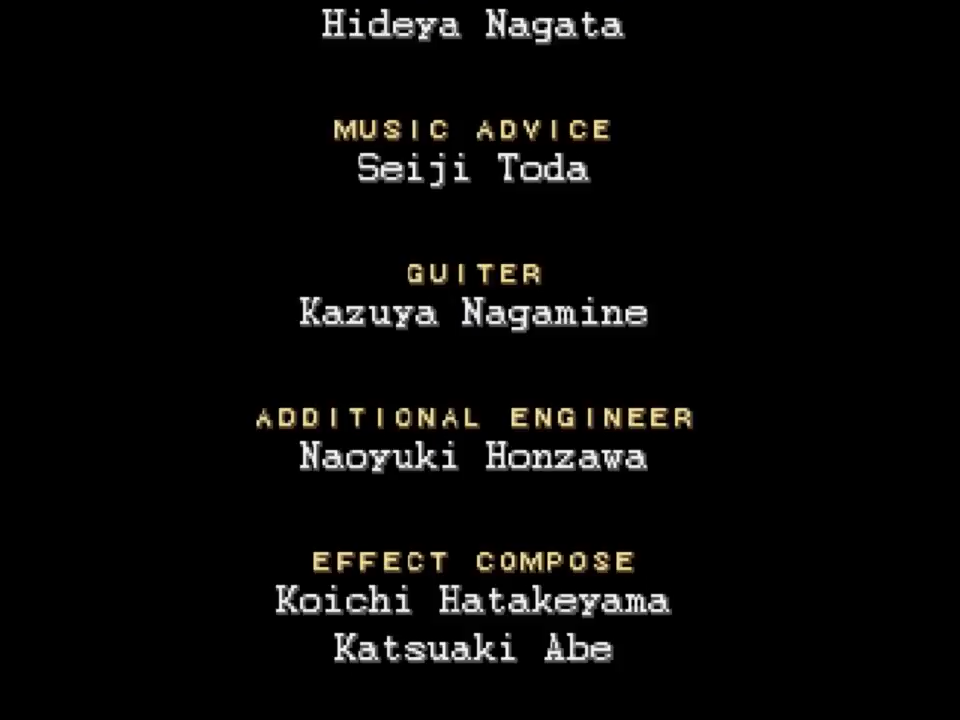 Hideya Nagata
MUSIC ADVICE
Seiji Toda
GUITER
Kazuya Nagamine
ADDITIONAL ENGINEER
Naoyuki Honzawa
EFFECT COMPOSE
Koichi Hatakeyama
Katsuaki Abe